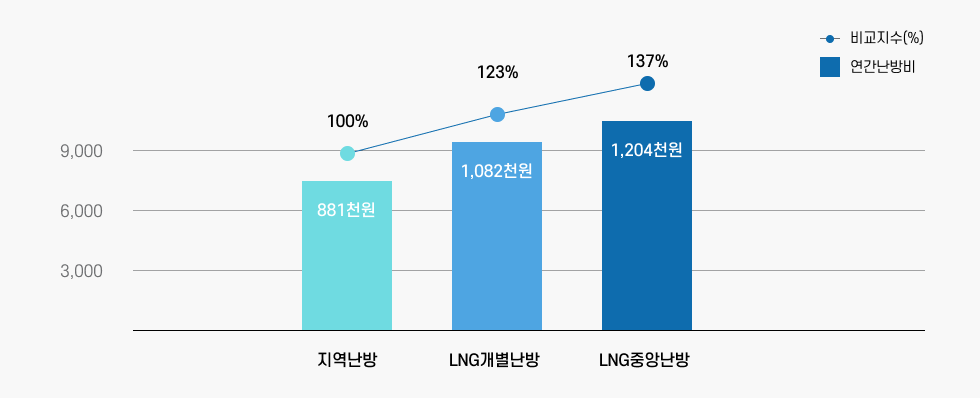 비교지수(%)
연간난방비
137%
123%
100%
9,000
6,000
3,000
881천원
1,082천원
1,204천원
지역난방
LNG개별난방
LNG중앙난방